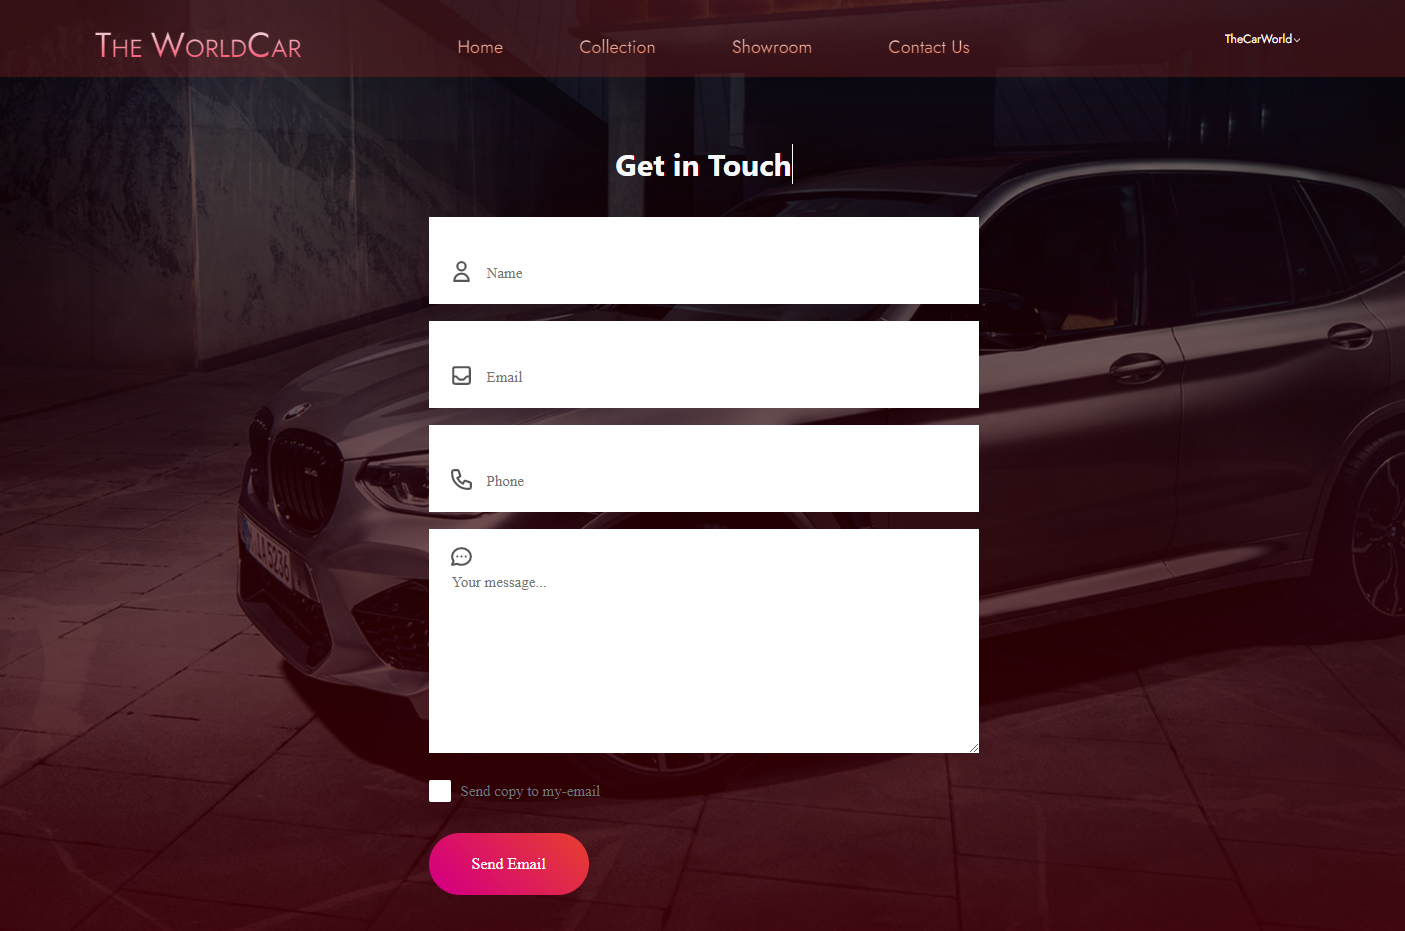 The WorldCar
Home
Collection
Showroom
Contact Us
TheCarWorld
Get in Touch
Name
Email
Phone
Your message...
Send copy to my-email
Send Email